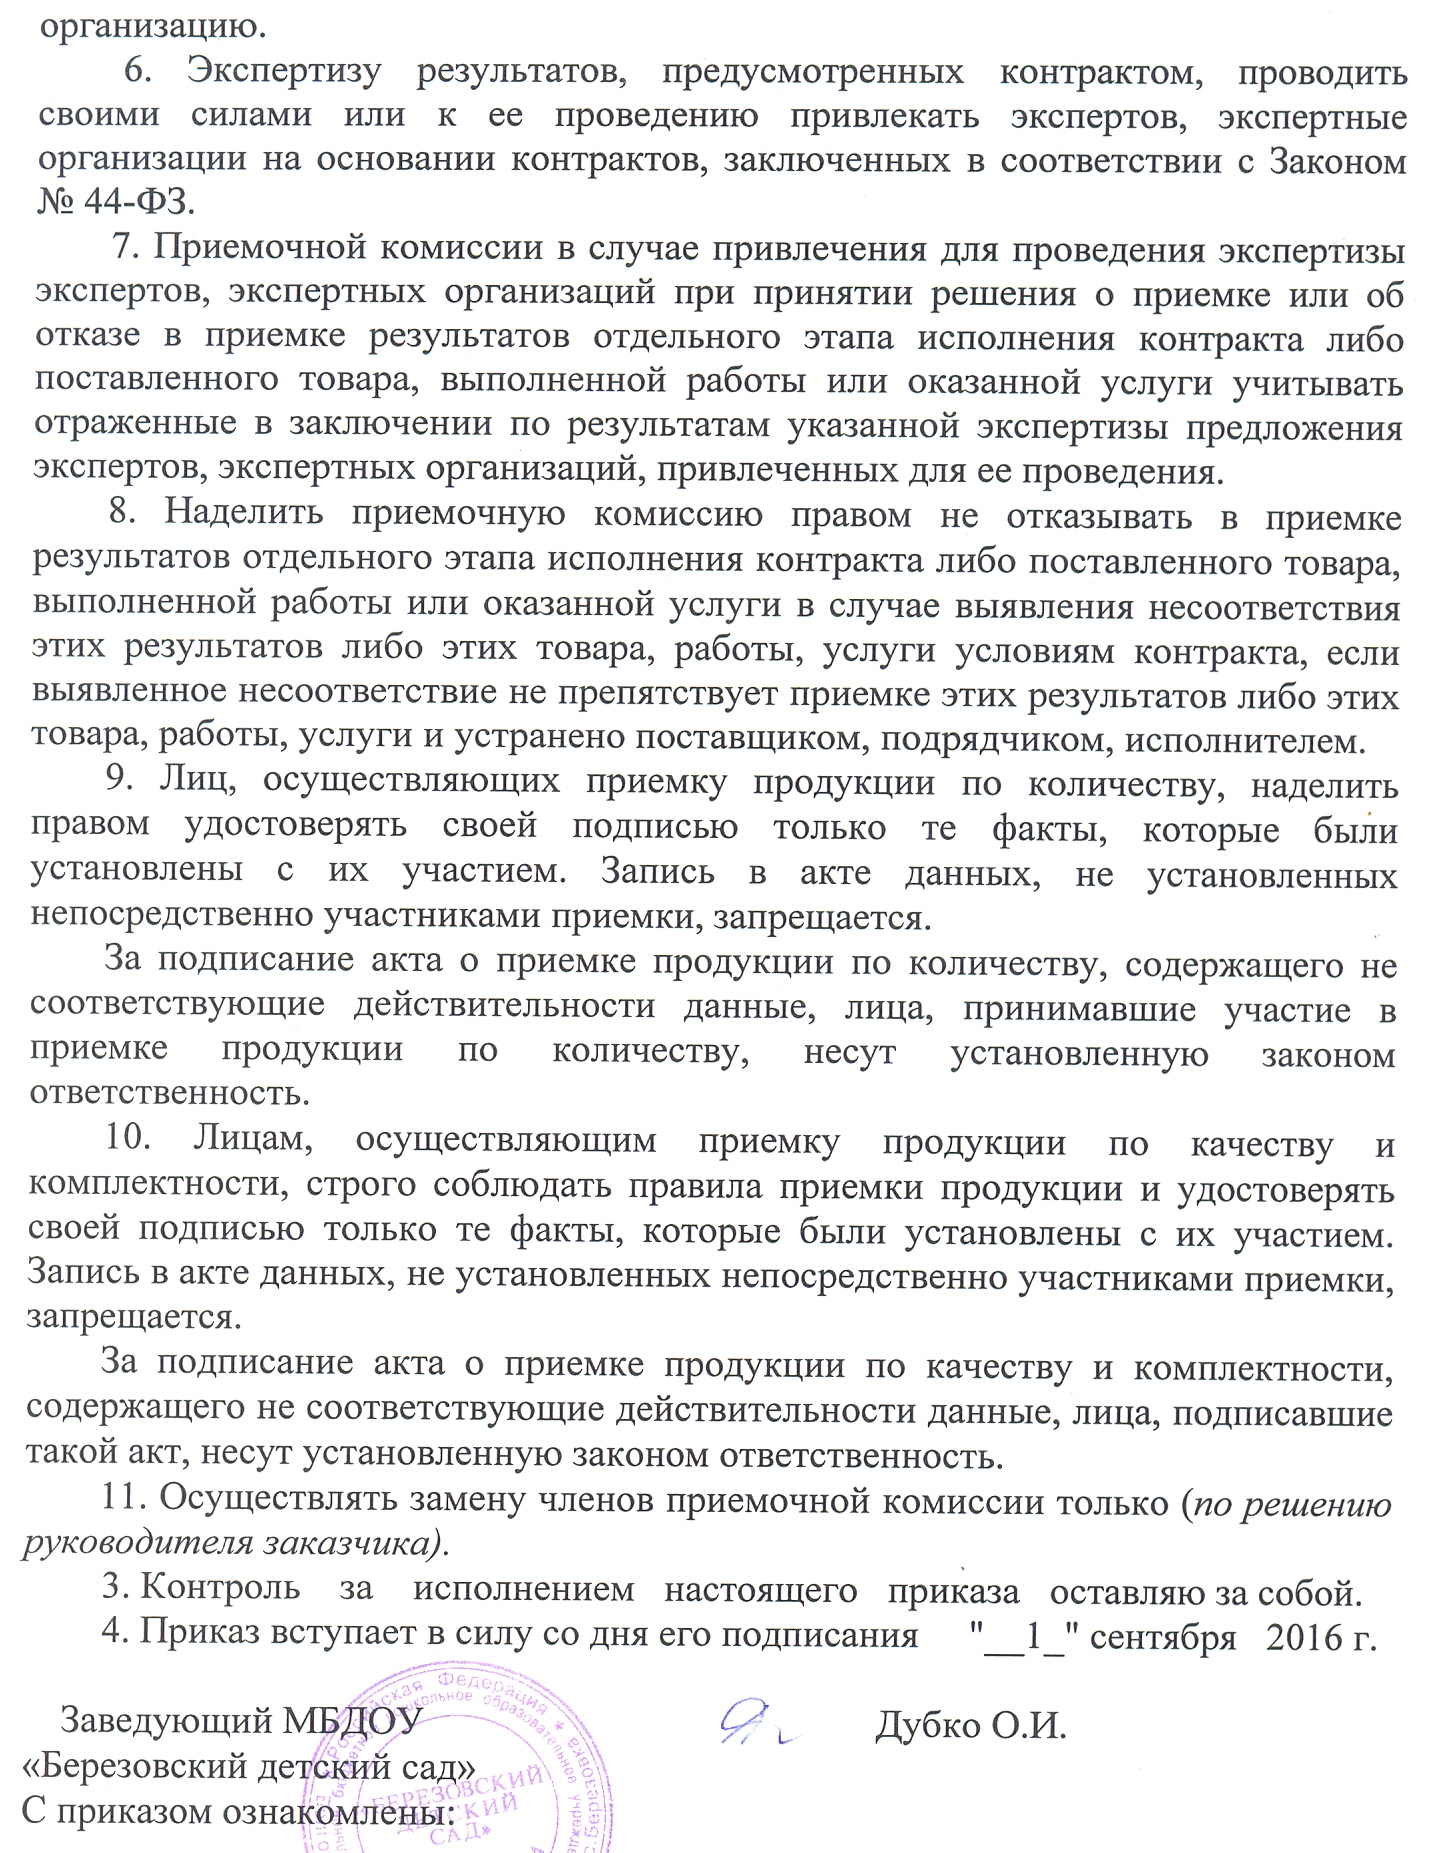 организацию.
6. Экспертизу результатов, предусмотренных контрактом, проводить
своими силами или к ее проведению привлекать экспертов, экспертные
организации на основании контрактов, заключенных в соответствии с Законом
№ 44-ФЗ.
7. Приемочной комиссии в случае привлечения для проведения экспертизы
экспертов, экспертных организаций при принятии решения о приемке или об
отказе в приемке результатов отдельного этапа исполнения контракта либо
поставленного товара, выполненной работы или оказанной услуги учитывать
отраженные в заключении по результатам указанной экспертизы предложения
экспертов, экспертных организаций, привлеченных для ее проведения.
8. Наделить приемочную комиссию правом не отказывать в приемке
результатов отдельного этапа исполнения контракта либо поставленного товара,
выполненной работы или оказанной услуги в случае выявления несоответствия
этих результатов либо этих товара, работы, услуги условиям контракта, если
выявленное несоответствие не препятствует приемке этих результатов либо этих
товара, работы, услуги и устранено поставщиком, подрядчиком, исполнителем.
9. Лиц, осуществляющих приемку продукции по количеству, наделить
правом удостоверять своей подписью только те факты, которые были
установлены с их участием. Запись в акте данных, не установленных
непосредственно участниками приемки, запрещается.
За подписание акта о приемке продукции по количеству, содержащего не
соответствующие действительности данные, лица, принимавшие участие в
приемке продукции по количеству, несут установленную законом
ответственность.
10. Лицам, осуществляющим приемку продукции по качеству и
комплектности, строго соблюдать правила приемки продукции и удостоверять
своей подписью только те факты, которые были установлены с их участием.
Запись в акте данных, не установленных непосредственно участниками приемки,
запрещается.
За подписание акта о приемке продукции по качеству и комплектности,
содержащего не соответствующие действительности данные, лица, подписавшие
такой акт, несут установленную законом ответственность.
11. Осуществлять замену членов приемочной комиссии только (по решению
руководителя заказчика).
3. Контроль за исполнением настоящего приказа оставляю за собой.
4. Приказ вступает в силу со дня его подписания "__1_" сентября 2016 г.
Заведующий МБДОУ Дубко О.И.
«Березовский детский сад»
С приказом ознакомлены:
Российская Федерация * Березовка
дошкольное образовательное
«БЕРЕЗОВСКИЙ
ДЕТСКИЙ
САД»